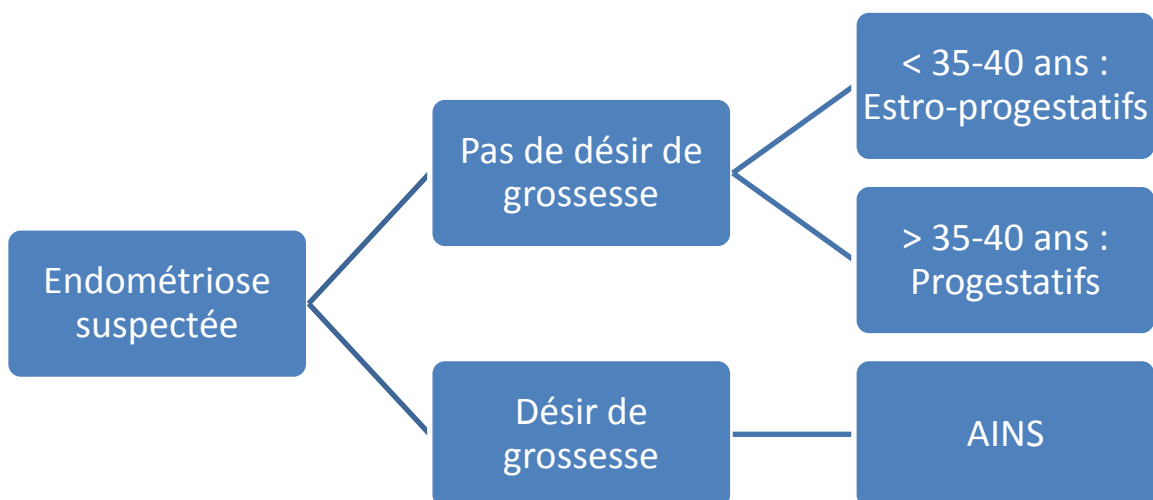 Endométriose
suspectée
Pas de désir de
grossesse
< 35-40 ans :
Estro-progestatifs
> 35-40 ans :
Progestatifs
Désir de
grossesse
AINS